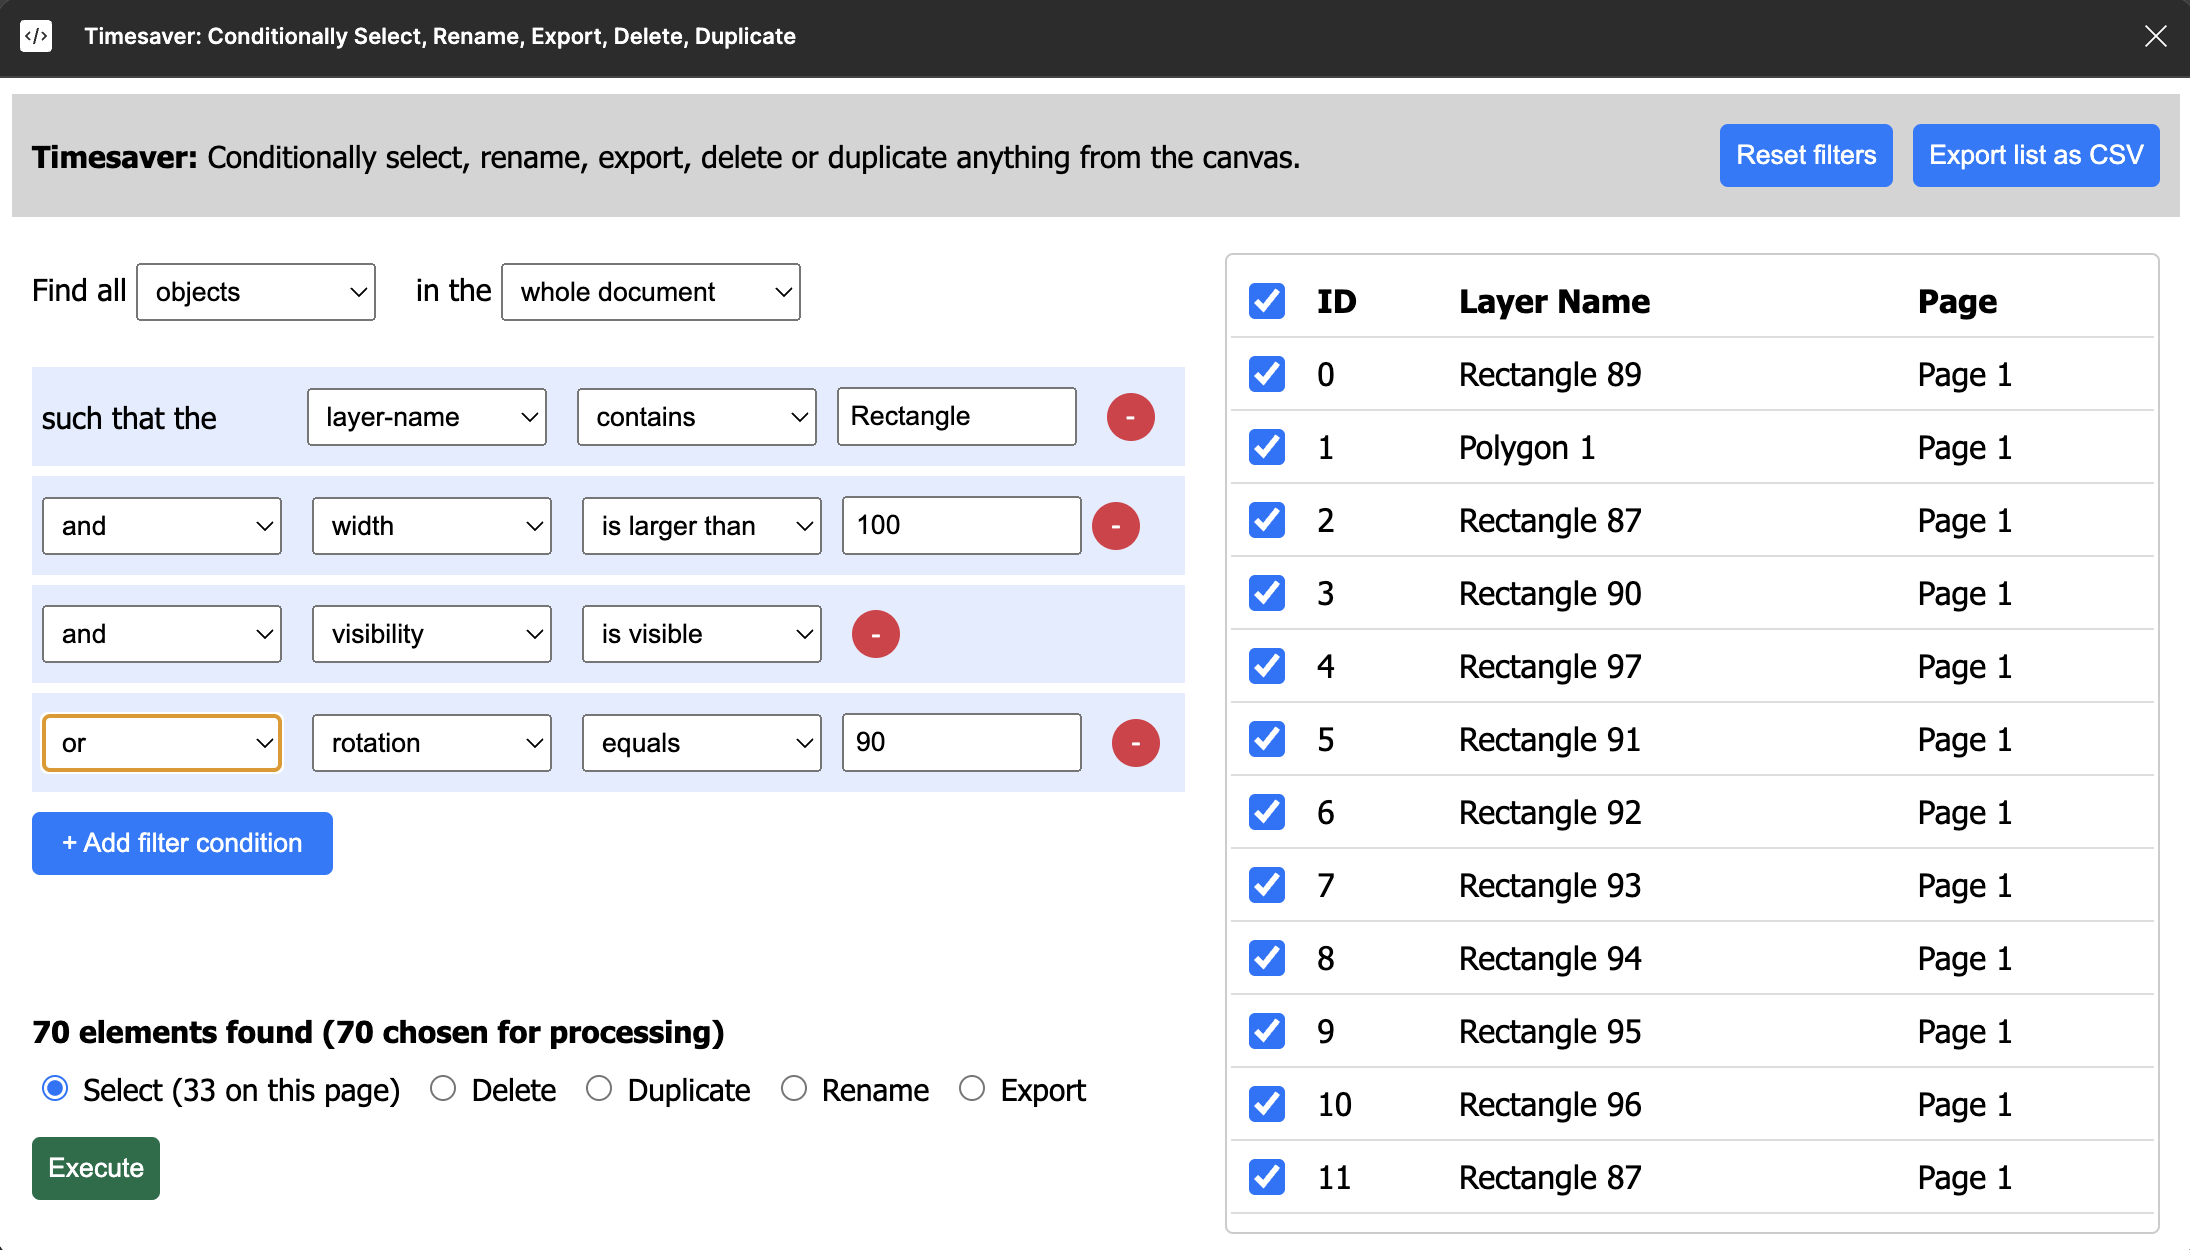 </> Timesaver: Conditionally Select, Rename, Export, Delete, Duplicate
Timesaver: Conditionally select, rename, export, delete or duplicate anything from the canvas.
Reset filters
Export list as CSV
Find all objects in the whole document
such that the layer-name contains Rectangle -
and width is larger than 100 -
and visibility is visible -
or rotation equals 90 -
+ Add filter condition
70 elements found (70 chosen for processing)
Select (33 on this page) Delete Duplicate Rename Export
Execute
ID Layer Name Page
0 Rectangle 89 Page 1
1 Polygon 1 Page 1
2 Rectangle 87 Page 1
3 Rectangle 90 Page 1
4 Rectangle 97 Page 1
5 Rectangle 91 Page 1
6 Rectangle 92 Page 1
7 Rectangle 93 Page 1
8 Rectangle 94 Page 1
9 Rectangle 95 Page 1
10 Rectangle 96 Page 1
11 Rectangle 87 Page 1